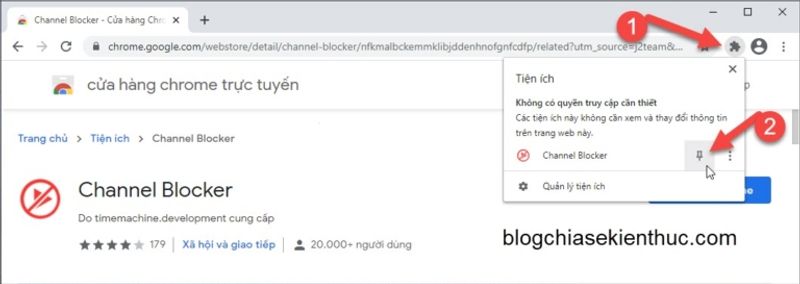 Channel Blocker - Cửa hàng Chro
chrome.google.com/webstore/detail/channel-blocker/nfkmalbckemmklibjddenhnofgnfcdfp/related?utm_source=j2team&...
1
cửa hàng chrome trực tuyến
Tiện ích
Không có quyền truy cập cần thiết
Các tiện ích này không cần xem và thay đổi thông tin
trên trang web này.
2
Channel Blocker
Quản lý tiện ích
Trang chủ > Tiện ích > Channel Blocker
Channel Blocker
Do timemachine.development cung cấp
179 | Xã hội và giao tiếp | 20.000+ người dùng
blogchiasekienthuc.com